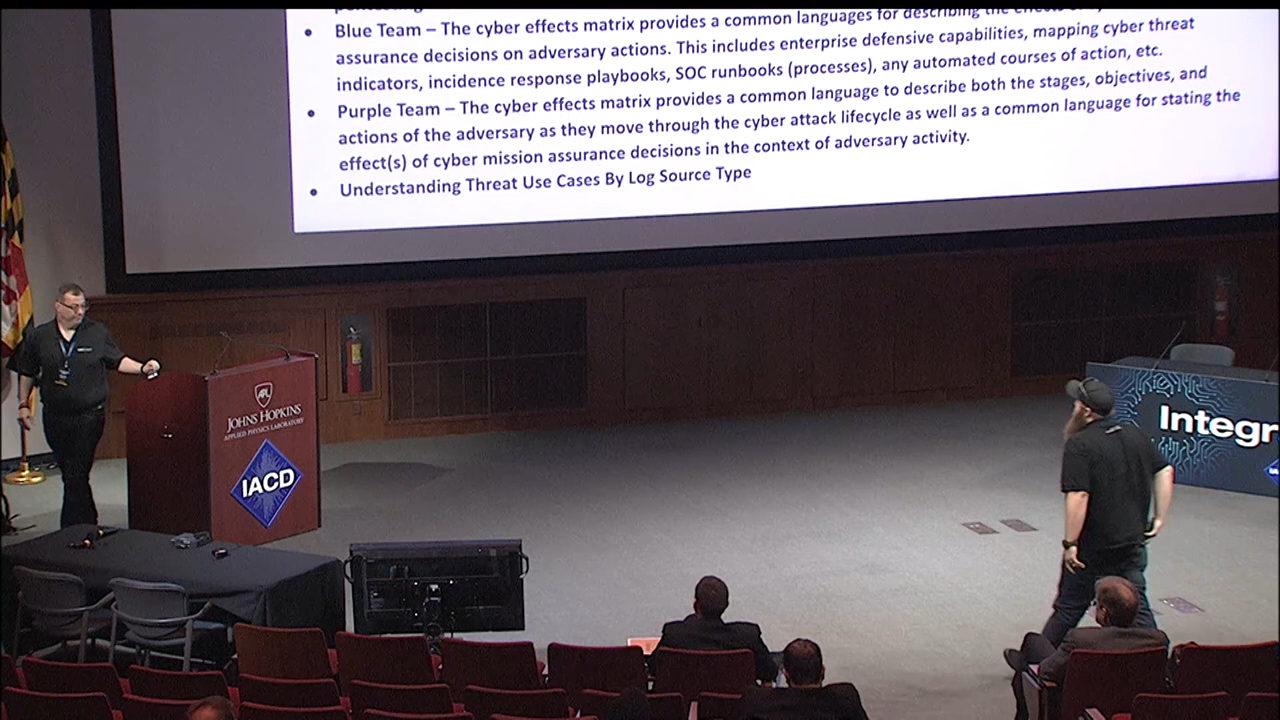 Blue Team – The cyber effects matrix provides a common languages for describing the effects of
assurance decisions on adversary actions. This includes enterprise defensive capabilities, mapping cyber threat
indicators, incidence response playbooks, SOC runbooks (processes), any automated courses of action, etc.
Purple Team – The cyber effects matrix provides a common language to describe both the stages, objectives, and
actions of the adversary as they move through the cyber attack lifecycle as well as a common language for stating the
effect(s) of cyber mission assurance decisions in the context of adversary activity.
Understanding Threat Use Cases By Log Source Type
APL
JOHNS HOPKINS
APPLIED PHYSICS LABORATORY
IACD
Integr